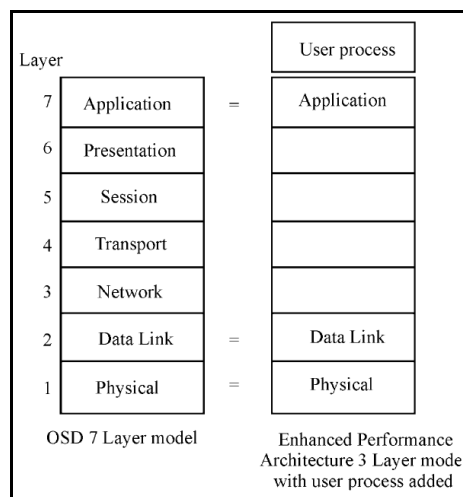 User process
Layer
7 Application = Application
6 Presentation
5 Session
4 Transport
3 Network
2 Data Link = Data Link
1 Physical = Physical
OSD 7 Layer model
Enhanced Performance
Architecture 3 Layer mode
with user process added